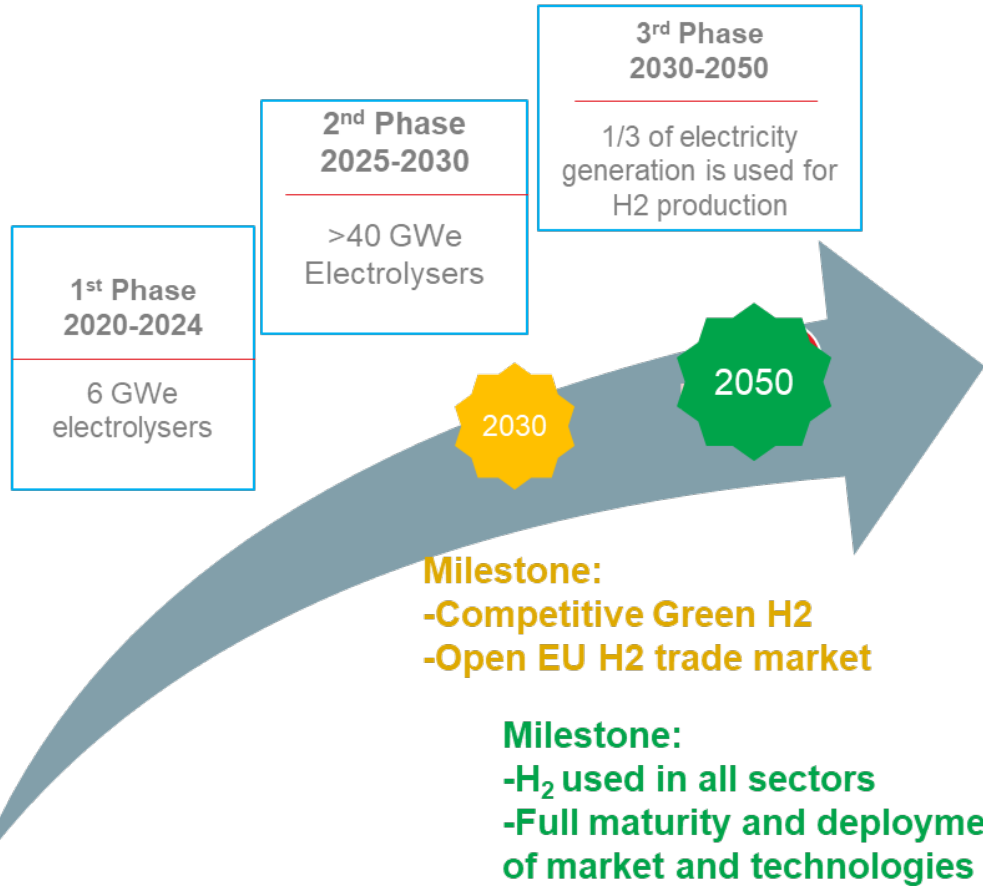 1st Phase
2020-2024
6 GWe
electrolysers
2nd Phase
2025-2030
>40 GWe
Electrolysers
3rd Phase
2030-2050
1/3 of electricity
generation is used for
H2 production
2030
2050
Milestone:
-Competitive Green H2
-Open EU H2 trade market
Milestone:
-H₂ used in all sectors
-Full maturity and deployme
of market and technologies